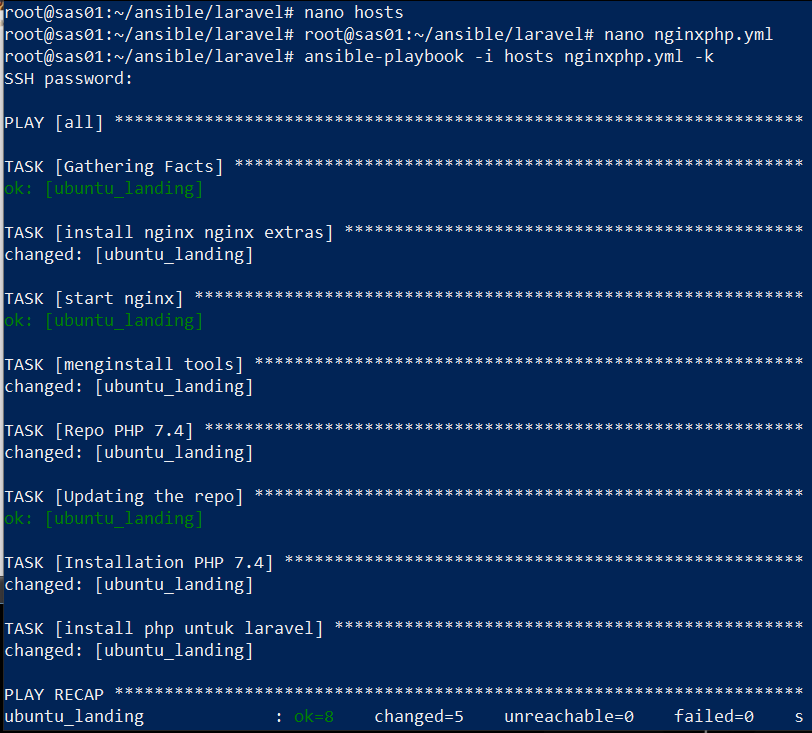 root@sas01:~/ansible/laravel# nano hosts
root@sas01:~/ansible/laravel# root@sas01:~/ansible/laravel# nano nginxphp.yml
root@sas01:~/ansible/laravel# ansible-playbook -i hosts nginxphp.yml -k
SSH password:
PLAY [all] *********************************************************************
TASK [Gathering Facts] *********************************************************
ok: [ubuntu_landing]
TASK [install nginx nginx extras] **********************************************
changed: [ubuntu_landing]
TASK [start nginx] *************************************************************
ok: [ubuntu_landing]
TASK [menginstall tools] *******************************************************
changed: [ubuntu_landing]
TASK [Repo PHP 7.4] ************************************************************
changed: [ubuntu_landing]
TASK [Updating the repo] *******************************************************
ok: [ubuntu_landing]
TASK [Installation PHP 7.4] ****************************************************
changed: [ubuntu_landing]
TASK [install php untuk laravel] ***********************************************
changed: [ubuntu_landing]
PLAY RECAP *********************************************************************
ubuntu_landing             : ok=8    changed=5    unreachable=0    failed=0    s